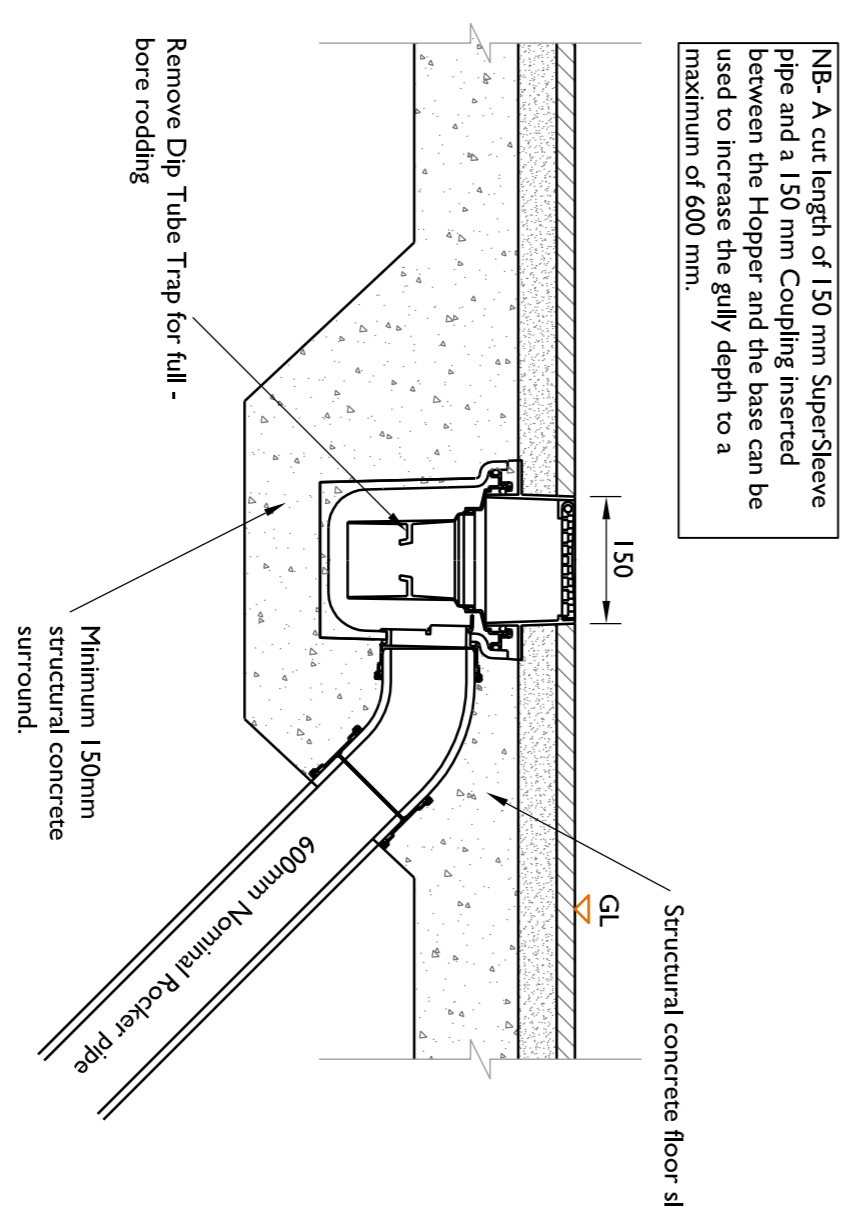 NB- A cut length of 150 mm SuperSleeve
pipe and a 150 mm Coupling inserted
between the Hopper and the base can be
used to increase the gully depth to a
maximum of 600 mm.
150
GL
Structural concrete floor sl
Remove Dip Tube Trap for full -
bore rodding
600mm Nominal Rocker pipe
Minimum 150mm
structural concrete
surround.